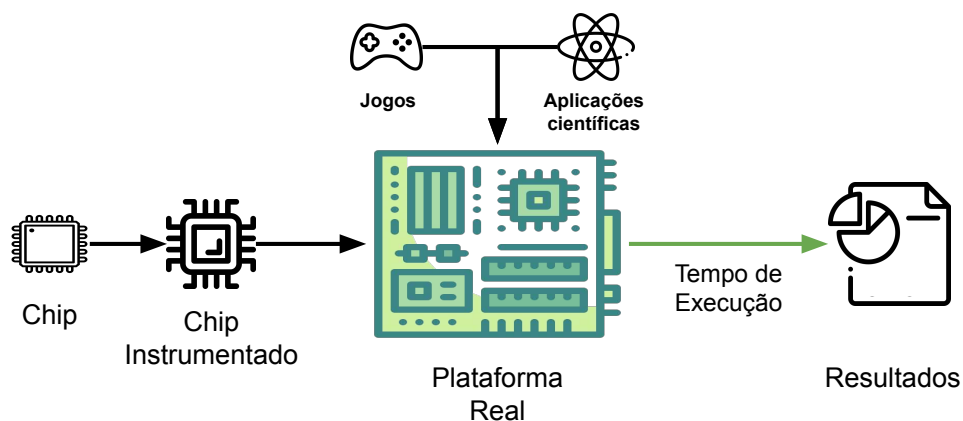 Jogos
Aplicações
científicas
Chip
Chip
Instrumentado
Plataforma
Real
Tempo de
Execução
Resultados